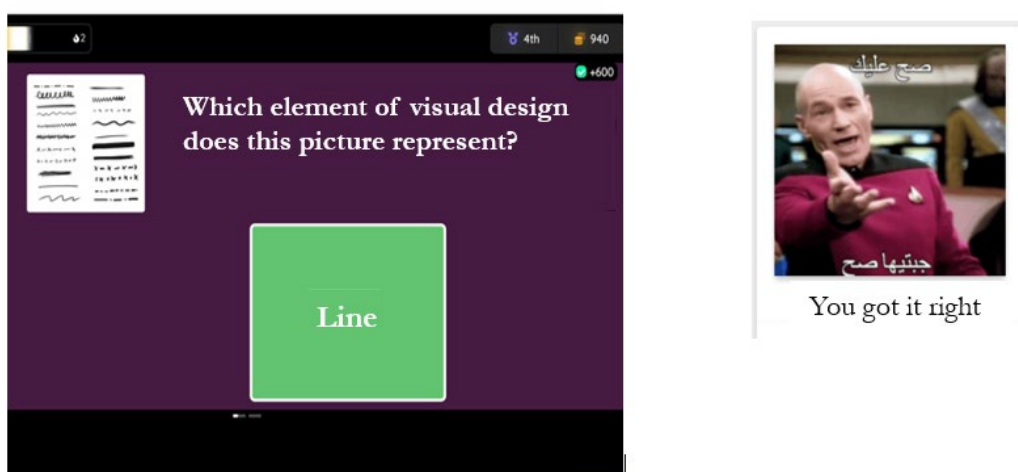 2
4th
940
+600
Which element of visual design
does this picture represent?
Line
صح عليك
جبتيها صح
You got it right